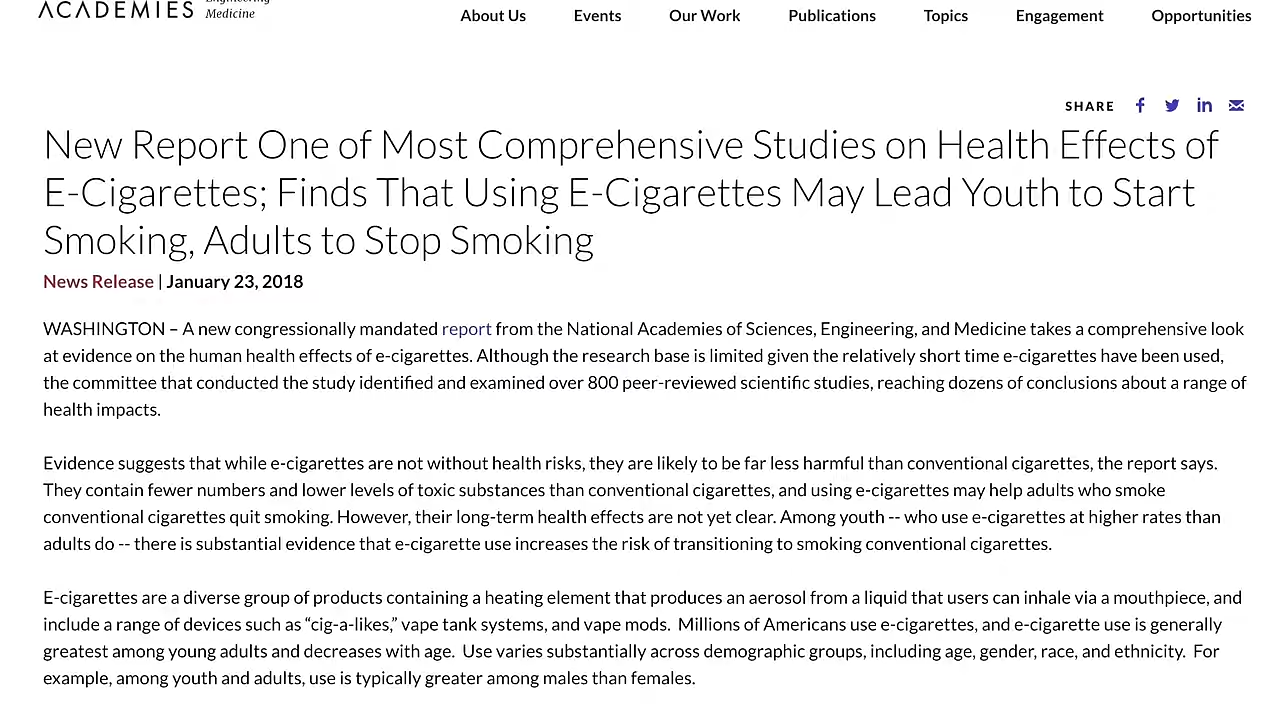 ACADEMIES
Engineering
Medicine
About Us Events Our Work Publications Topics Engagement Opportunities
SHARE
New Report One of Most Comprehensive Studies on Health Effects of
E-Cigarettes; Finds That Using E-Cigarettes May Lead Youth to Start
Smoking, Adults to Stop Smoking
News Release | January 23, 2018
WASHINGTON – A new congressionally mandated report from the National Academies of Sciences, Engineering, and Medicine takes a comprehensive look
at evidence on the human health effects of e-cigarettes. Although the research base is limited given the relatively short time e-cigarettes have been used,
the committee that conducted the study identified and examined over 800 peer-reviewed scientific studies, reaching dozens of conclusions about a range of
health impacts.
Evidence suggests that while e-cigarettes are not without health risks, they are likely to be far less harmful than conventional cigarettes, the report says.
They contain fewer numbers and lower levels of toxic substances than conventional cigarettes, and using e-cigarettes may help adults who smoke
conventional cigarettes quit smoking. However, their long-term health effects are not yet clear. Among youth -- who use e-cigarettes at higher rates than
adults do -- there is substantial evidence that e-cigarette use increases the risk of transitioning to smoking conventional cigarettes.
E-cigarettes are a diverse group of products containing a heating element that produces an aerosol from a liquid that users can inhale via a mouthpiece, and
include a range of devices such as “cig-a-likes,” vape tank systems, and vape mods.  Millions of Americans use e-cigarettes, and e-cigarette use is generally
greatest among young adults and decreases with age.  Use varies substantially across demographic groups, including age, gender, race, and ethnicity.  For
example, among youth and adults, use is typically greater among males than females.